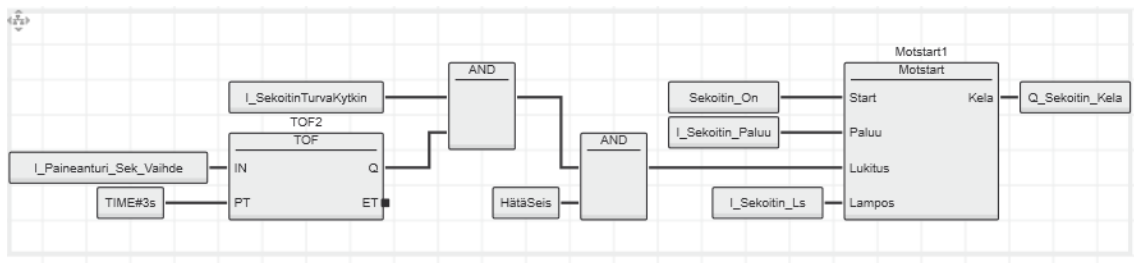 Motstart1
AND
Motstart
I_SekoitinTurvaKytkin
Sekoitin_On
Start
Kela
Q_Sekoitin_Kela
TOF2
I_Sekoitin_Paluu
Paluu
TOF
AND
I_Paineanturi_Sek_Vaihde
IN
Q
Lukitus
TIME#3s
PT
ET
HätäSeis
I_Sekoitin_Ls
Lampos